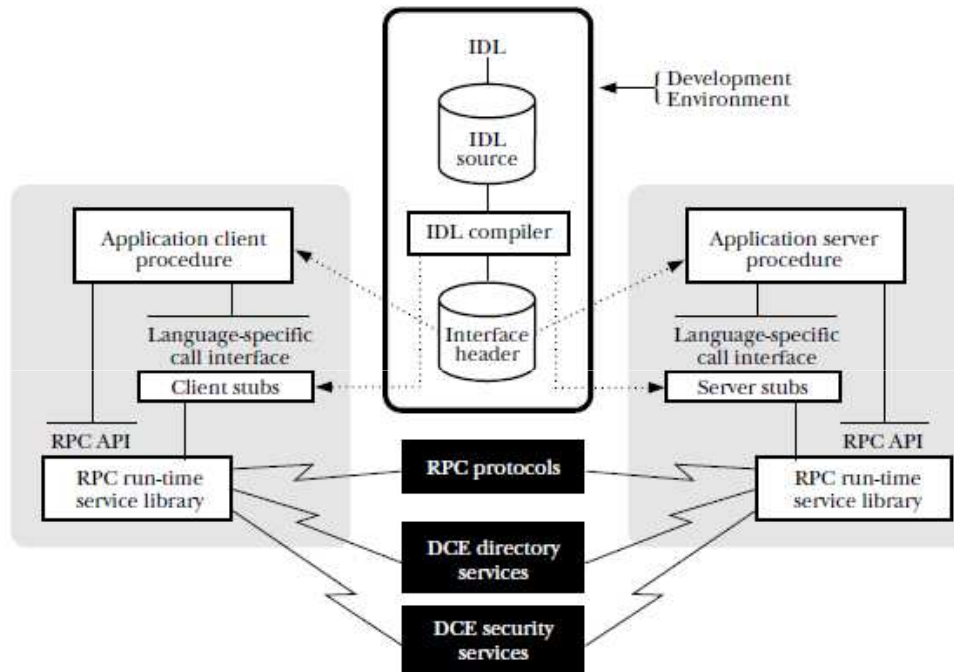 IDL
Development
Environment
IDL
source
Application client
procedure
IDL compiler
Application server
procedure
Language-specific
call interface
Interface
header
Language-specific
call interface
Client stubs
Server stubs
RPC API
RPC API
RPC run-time
service library
RPC protocols
RPC run-time
service library
DCE directory
services
DCE security
services